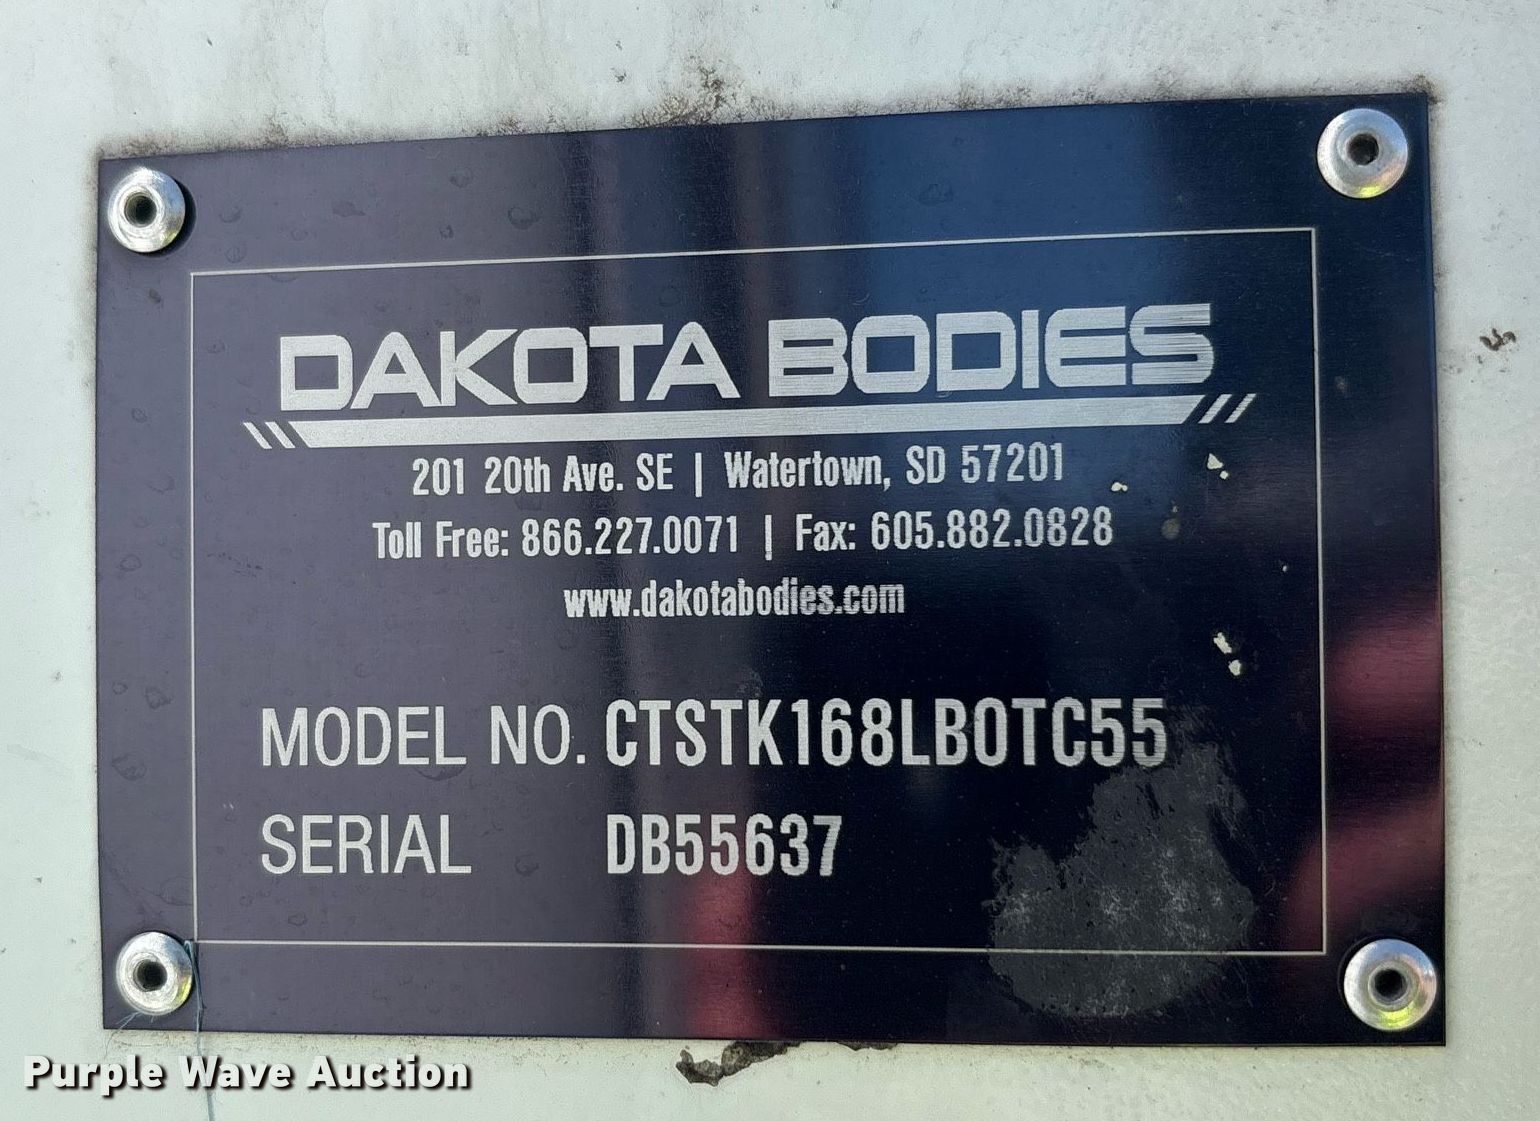 DAKOTA BODIES
201 20th Ave. SE | Watertown, SD 57201
Toll Free: 866.227.0071 | Fax: 605.882.0828
www.dakotabodies.com
MODEL NO. CTSTK168LBOTC55
SERIAL DB55637
Purple Wave Auction